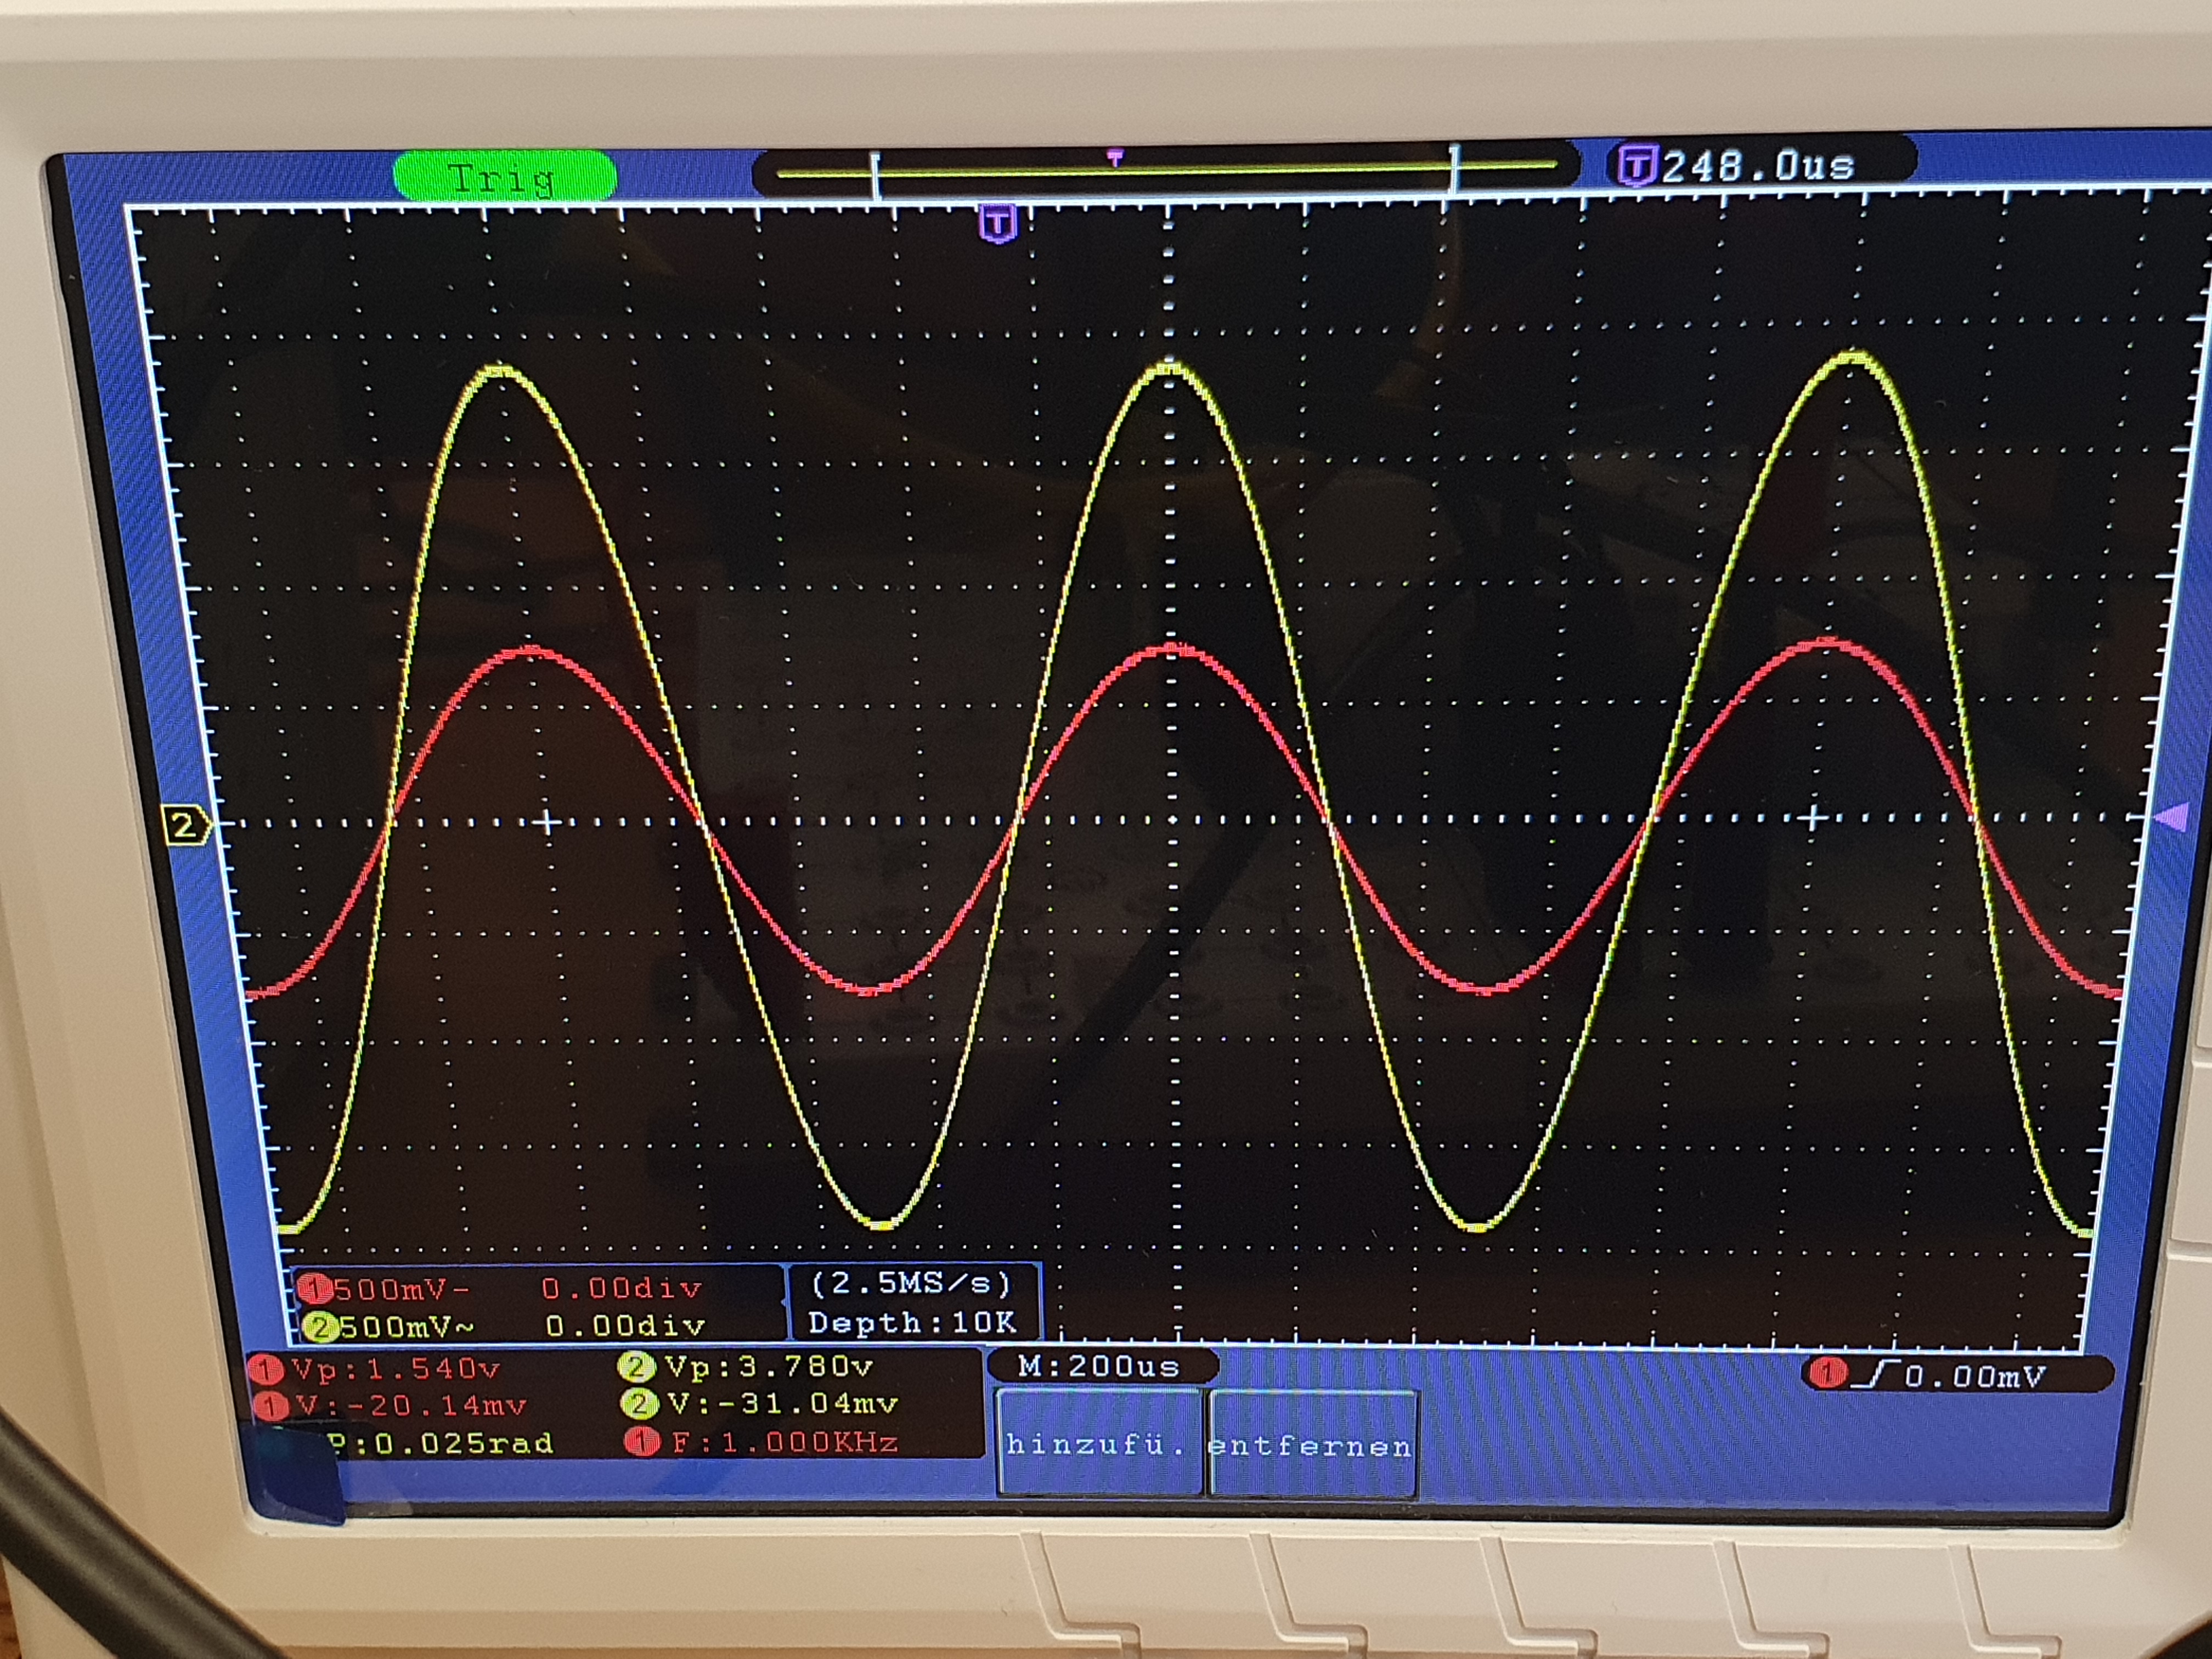 Trig
T 248.0us
T
2
1 500mV- 0.00div
2 500mV~ 0.00div
(2.5MS/s)
Depth:10K
1 Vp:1.540v 2 Vp:3.780v
1 V:-20.14mv 2 V:-31.04mv
P:0.025rad 1 F:1.000KHz
M:200us
1 0.00mV
hinzufü. entfernen